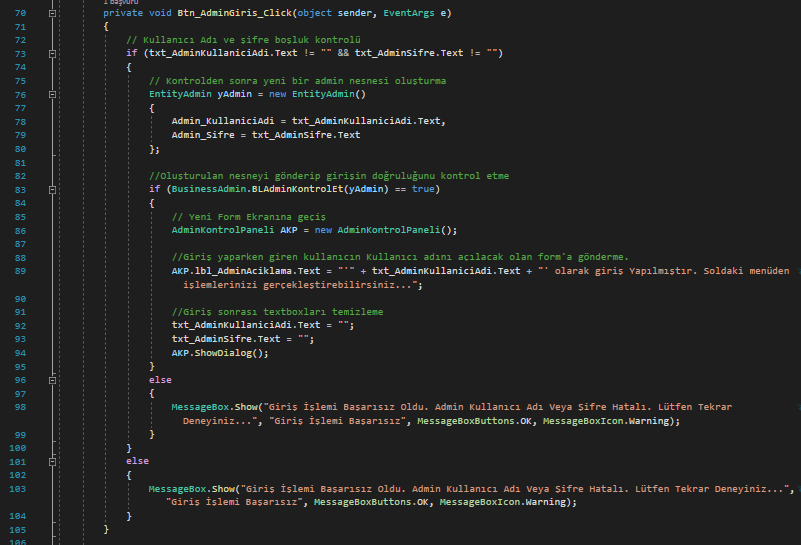 1 başvuru
70 private void Btn_AdminGiris_Click(object sender, EventArgs e)
71 {
72 // Kullanıcı Adı ve şifre boşluk kontrolü
73 if (txt_AdminKullaniciAdi.Text != "" && txt_AdminSifre.Text != "")
74 {
75 // Kontrolden sonra yeni bir admin nesnesi oluşturma
76 EntityAdmin yAdmin = new EntityAdmin()
77 {
78 Admin_KullaniciAdi = txt_AdminKullaniciAdi.Text,
79 Admin_Sifre = txt_AdminSifre.Text
80 };
81
82 //Oluşturulan nesneyi gönderip girişin doğruluğunu kontrol etme
83 if (BusinessAdmin.BLAdminKontrolEt(yAdmin) == true)
84 {
85 // Yeni Form Ekranına geçiş
86 AdminKontrolPaneli AKP = new AdminKontrolPaneli();
87
88 //Giriş yaparken giren kullanıcın Kullanıcı adını açılacak olan form'a gönderme.
89 AKP.lbl_AdminAciklama.Text = "'" + txt_AdminKullaniciAdi.Text + "' olarak giriş Yapılmıştır. Soldaki menüden
işlemlerinizi gerçekleştirebilirsiniz...";
90
91 //Giriş sonrası textboxları temizleme
92 txt_AdminKullaniciAdi.Text = "";
93 txt_AdminSifre.Text = "";
94 AKP.ShowDialog();
95 }
96 else
97 {
98 MessageBox.Show("Giriş İşlemi Başarısız Oldu. Admin Kullanıcı Adı Veya Şifre Hatalı. Lütfen Tekrar
Deneyiniz...", "Giriş İşlemi Başarısız", MessageBoxButtons.OK, MessageBoxIcon.Warning);
99 }
100 }
101 else
102 {
103 MessageBox.Show("Giriş İşlemi Başarısız Oldu. Admin Kullanıcı Adı Veya Şifre Hatalı. Lütfen Tekrar Deneyiniz...",
"Giriş İşlemi Başarısız", MessageBoxButtons.OK, MessageBoxIcon.Warning);
104 }
105 }
106